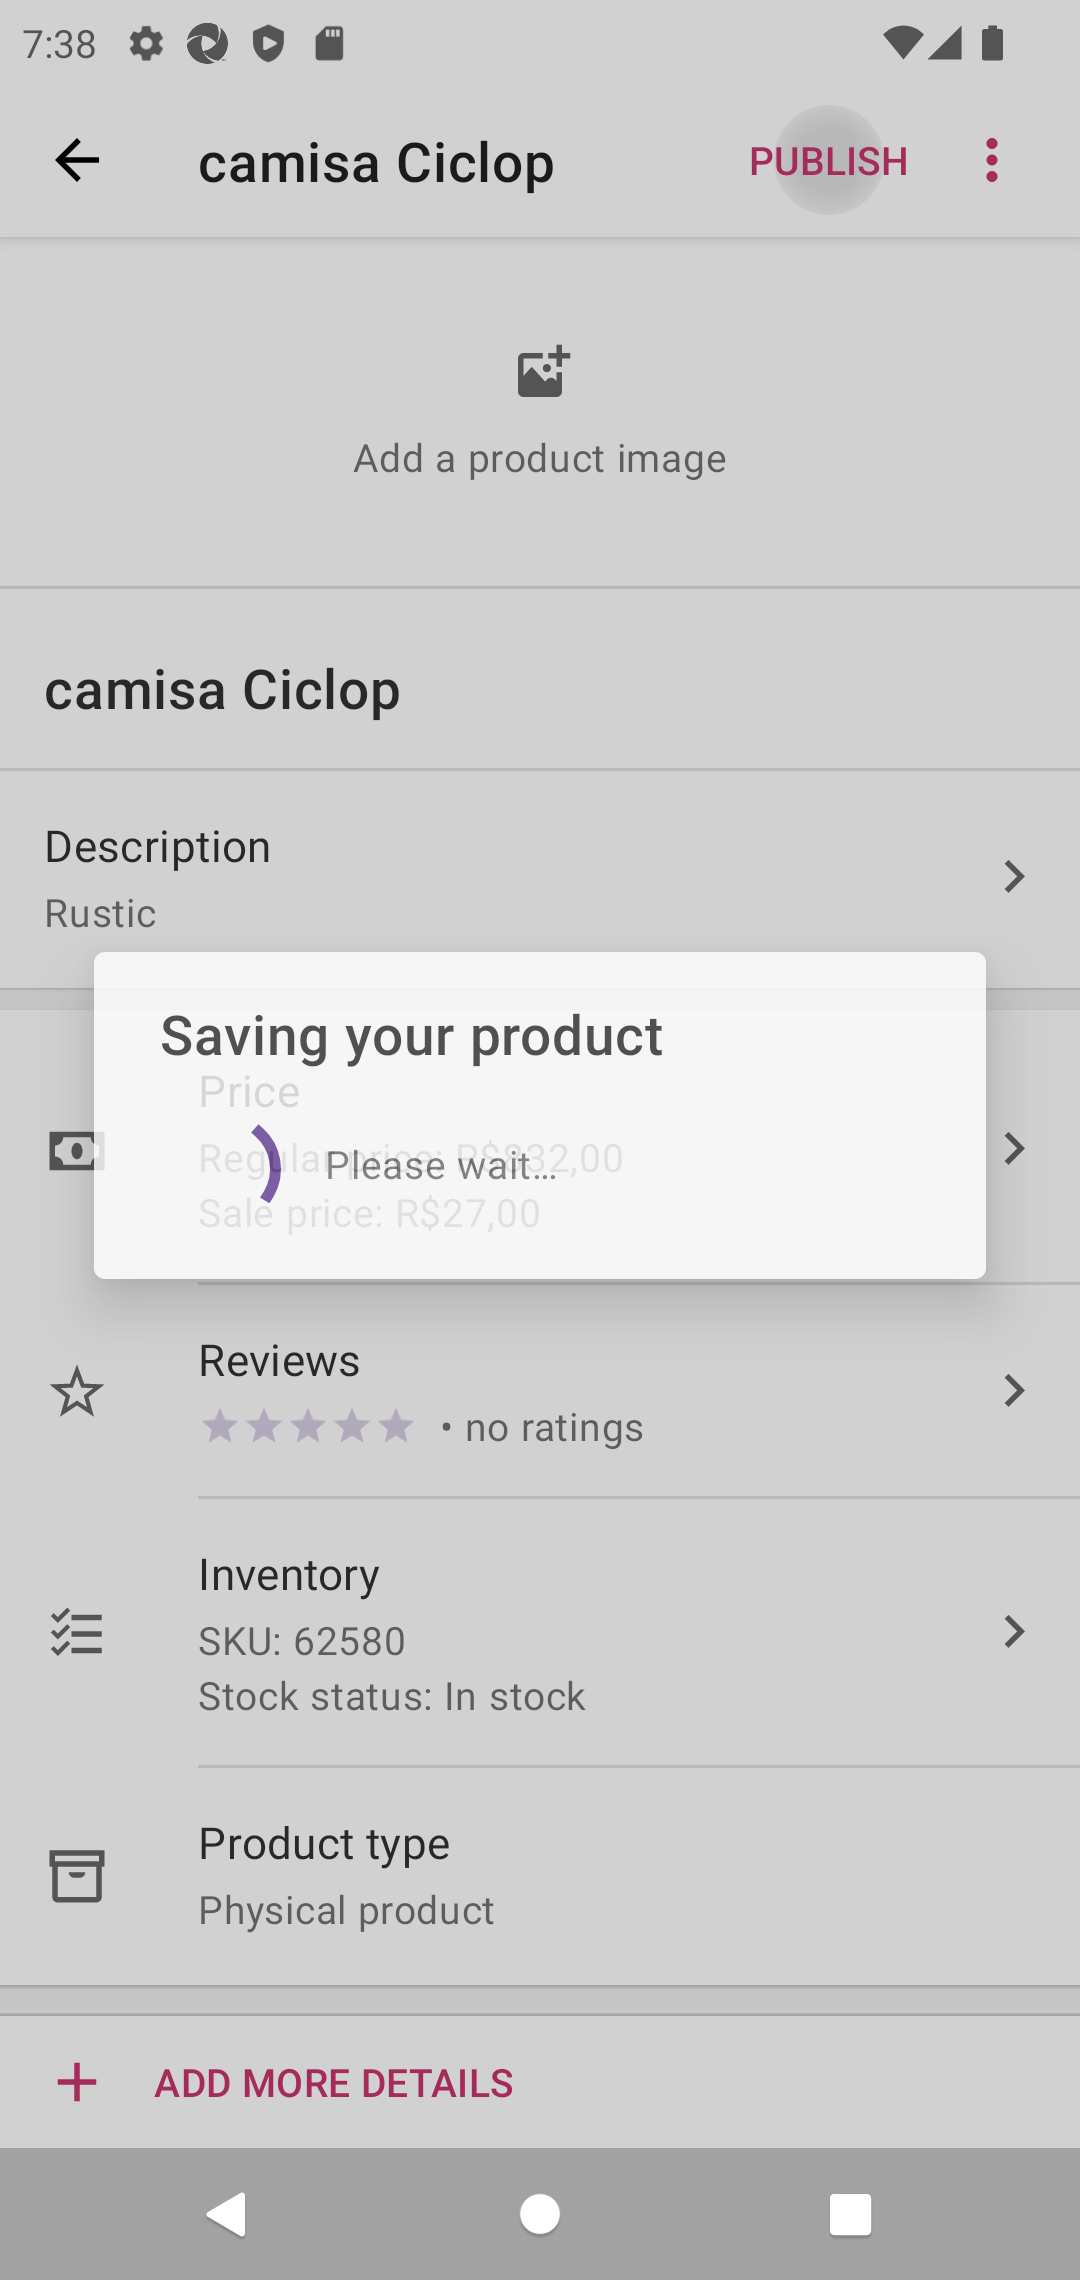 7:38
camisa Ciclop
PUBLISH
Add a product image
camisa Ciclop
Description
Rustic
Saving your product
Price
Regular price: R$832,00
Please wait...
Sale price: R$27,00
Reviews
• no ratings
Inventory
SKU: 62580
Stock status: In stock
Product type
Physical product
ADD MORE DETAILS